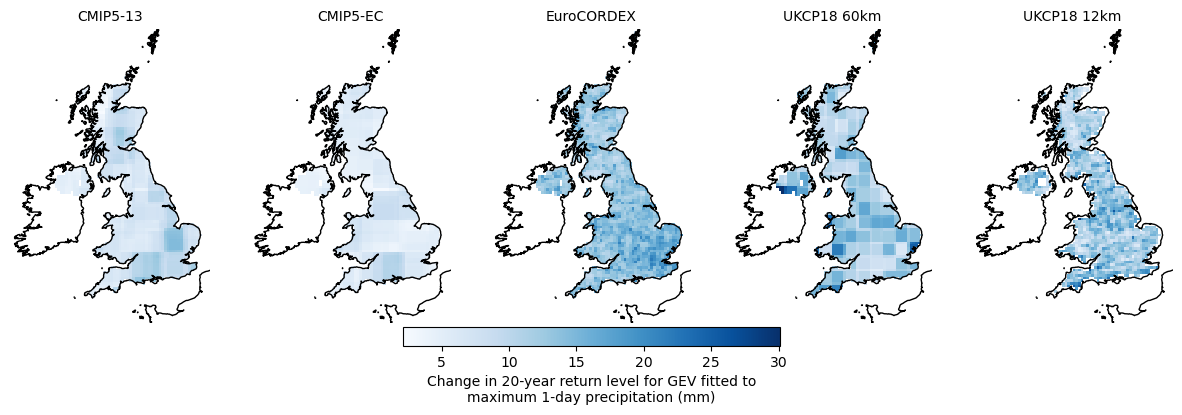 CMIP5-13
CMIP5-EC
EuroCORDEX
UKCP18 60km
UKCP18 12km
5
10
15
20
25
30
Change in 20-year return level for GEV fitted to
maximum 1-day precipitation (mm)